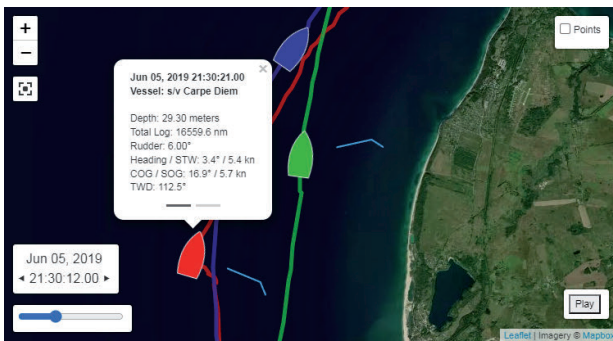 +
−
Points
×
Jun 05, 2019 21:30:21.00
Vessel: s/v Carpe Diem
Depth: 29.30 meters
Total Log: 16559.6 nm
Rudder: 6.00°
Heading / STW: 3.4° / 5.4 kn
COG / SOG: 16.9° / 5.7 kn
TWD: 112.5°
Jun 05, 2019
◂ 21:30:12.00 ▸
Play
Leaflet | Imagery © Mapbox